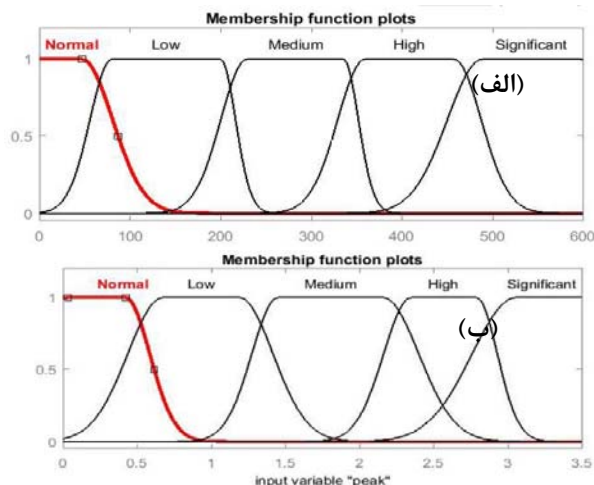 Membership function plots
Normal Low Medium High Significant
1
(الف)
0.5
0
0 100 200 300 400 500 600
Membership function plots
Normal Low Medium High Significant
1
(ب)
0.5
0
0 0.5 1 1.5 2 2.5 3 3.5
input variable "peak"